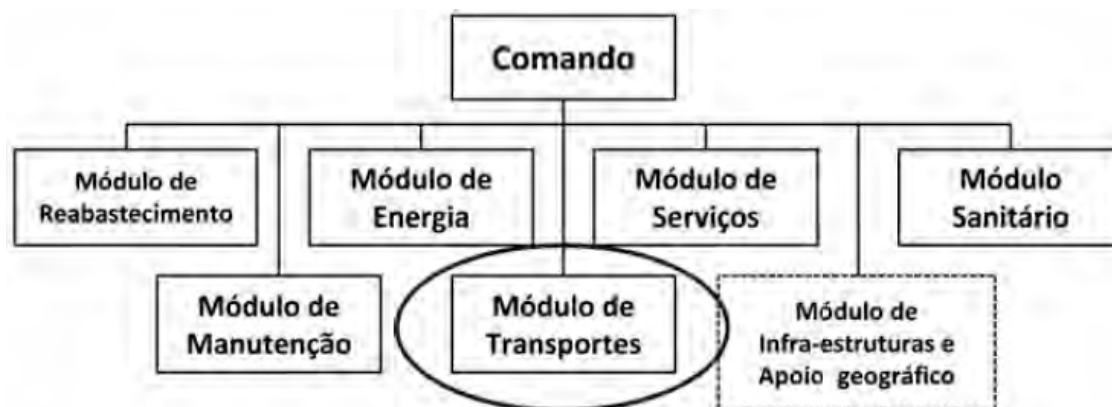 Comando
Módulo de
Reabastecimento
Módulo de
Energia
Módulo de
Serviços
Módulo
Sanitário
Módulo de
Manutenção
Módulo de
Transportes
Módulo de
Infra-estruturas e
Apoio geográfico